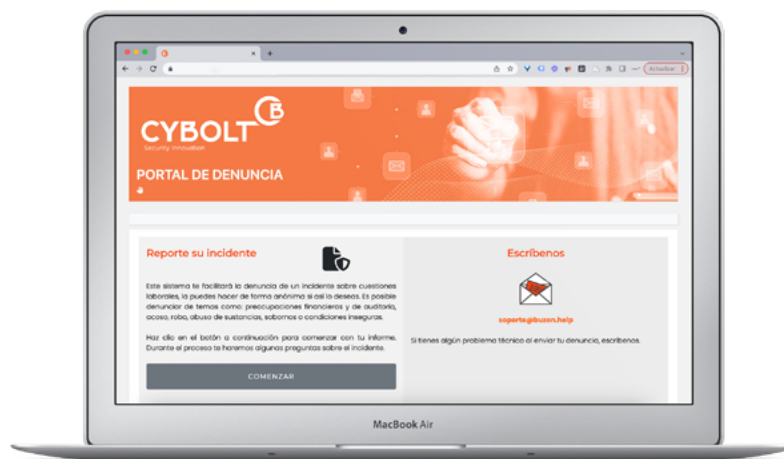 Actualizar
CYBOLT
CB
Security Innovation
PORTAL DE DENUNCIA
Reporte su incidente
Este sistema te facilitará la denuncia de un incidente sobre cuestiones
laborales, la puedes hacer de forma anónima si así lo deseas. Es posible
denunciar de temas como: preocupaciones financieras y de auditoría,
acoso, robo, abuso de sustancias, sobornos o condiciones inseguras.
Haz clic en el botón a continuación para comenzar con tu informe.
Durante el proceso te haremos algunas preguntas sobre el incidente.
COMENZAR
Escríbenos
soporte@buzon.help
Si tienes algún problema técnico al enviar tu denuncia, escríbenos.
MacBook Air